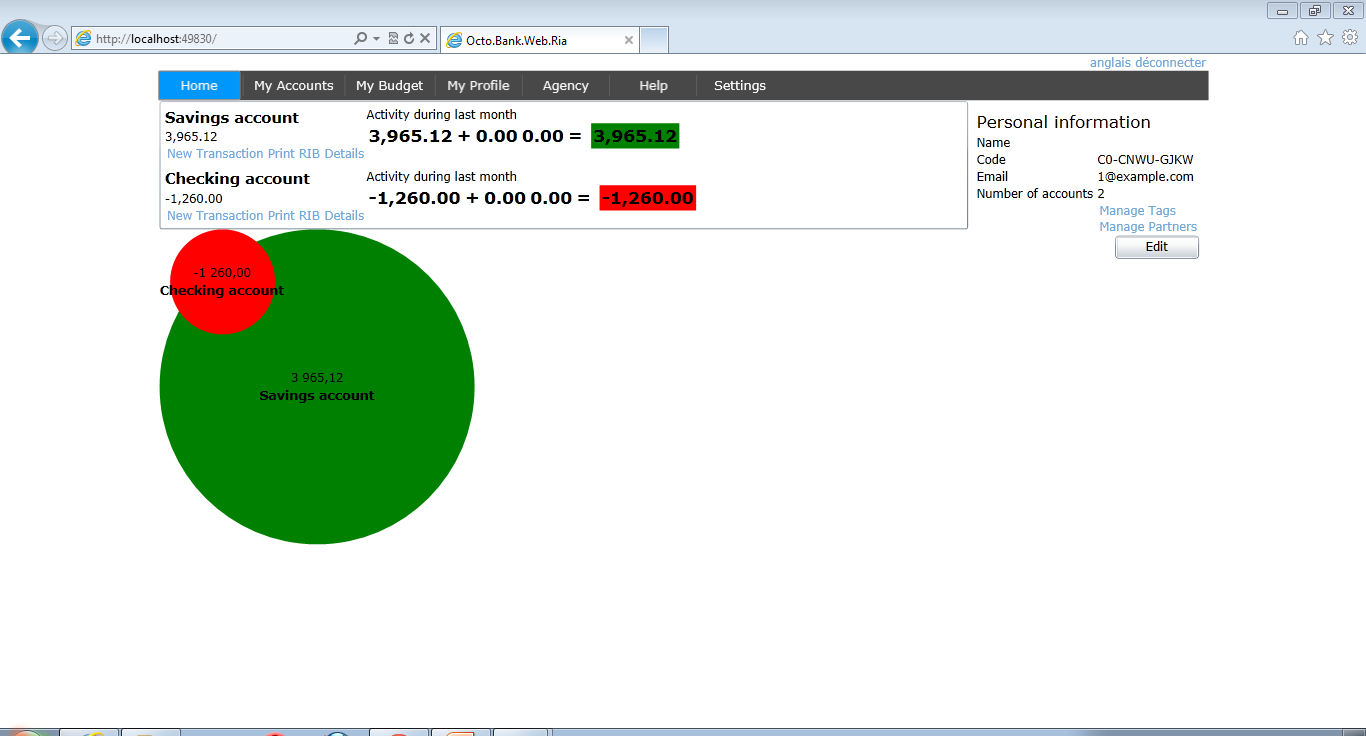 http://localhost:49830/
Octo.Bank.Web.Ria
anglais déconnecter
Home My Accounts My Budget My Profile Agency Help Settings
Savings account
3,965.12
New Transaction Print RIB Details
Activity during last month
3,965.12 + 0.00 0.00 = 3,965.12
Checking account
-1,260.00
New Transaction Print RIB Details
Activity during last month
-1,260.00 + 0.00 0.00 = -1,260.00
Personal information
Name
Code C0-CNWU-GJKW
Email 1@example.com
Number of accounts 2
Manage Tags
Manage Partners
Edit
-1 260,00
Checking account
3 965,12
Savings account